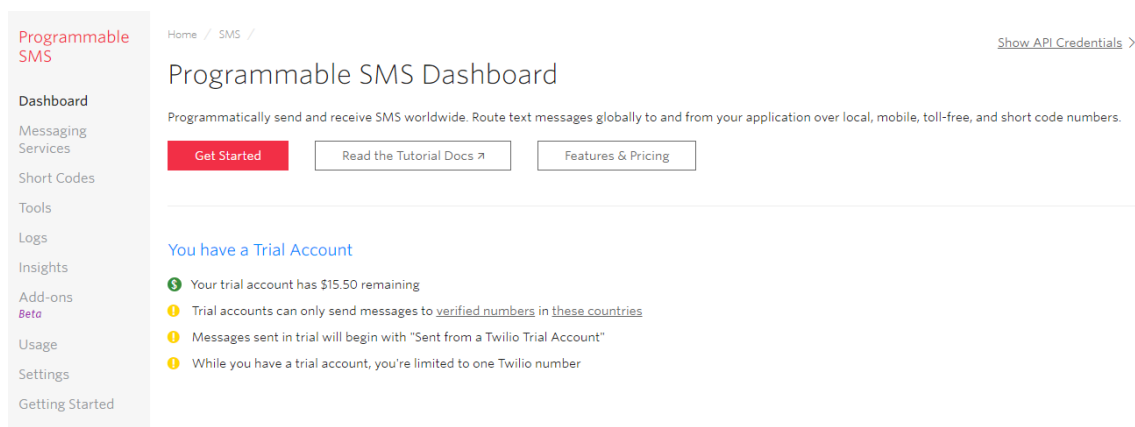 Programmable
SMS
Dashboard
Messaging
Services
Short Codes
Tools
Logs
Insights
Add-ons
Beta
Usage
Settings
Getting Started
Home / SMS /
Show API Credentials >
Programmable SMS Dashboard
Programmatically send and receive SMS worldwide. Route text messages globally to and from your application over local, mobile, toll-free, and short code numbers.
Get Started
Read the Tutorial Docs ↗
Features & Pricing
You have a Trial Account
Your trial account has $15.50 remaining
Trial accounts can only send messages to verified numbers in these countries
Messages sent in trial will begin with "Sent from a Twilio Trial Account"
While you have a trial account, you're limited to one Twilio number